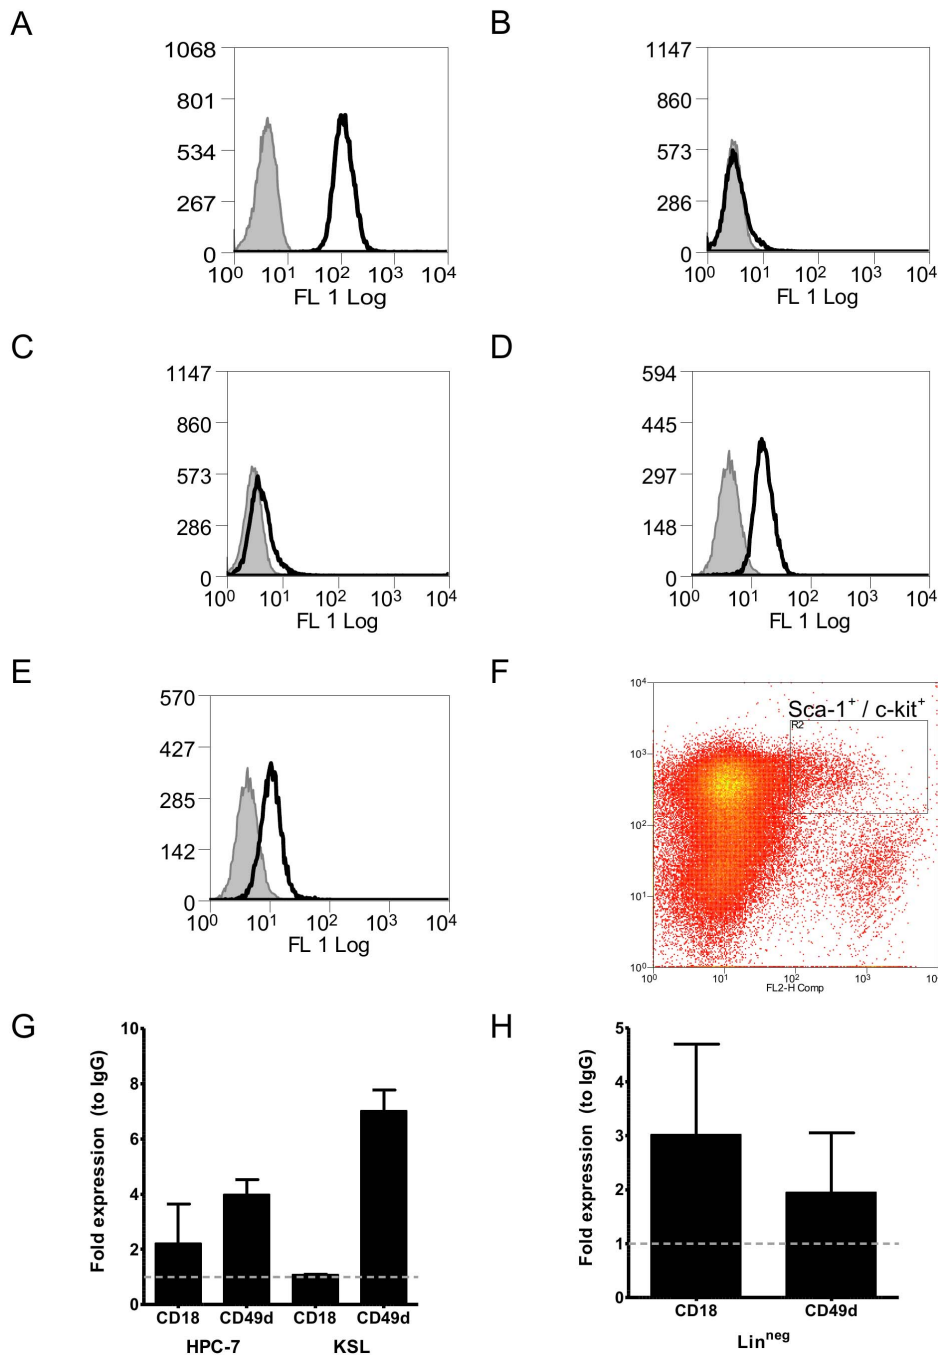 A
1068
801
534
267
0
10⁰ 10¹ 10² 10³ 10⁴
FL 1 Log
B
1147
860
573
286
0
10⁰ 10¹ 10² 10³ 10⁴
FL 1 Log
C
1147
860
573
286
0
10⁰ 10¹ 10² 10³ 10⁴
FL 1 Log
D
594
445
297
148
0
10⁰ 10¹ 10² 10³ 10⁴
FL 1 Log
E
570
427
285
142
0
10⁰ 10¹ 10² 10³ 10⁴
FL 1 Log
F
Sca-1⁺ / c-kit⁺
R2
10⁴
10³
10²
10¹
10⁰
10⁰ 10¹ 10² 10³ 10
FL2-H Comp
G
Fold expression (to IgG)
10
8
6
4
2
0
CD18 CD49d CD18 CD49d
HPC-7 KSL
H
Fold expression (to IgG)
5
4
3
2
1
0
CD18 CD49d
Linⁿᵉᵍ